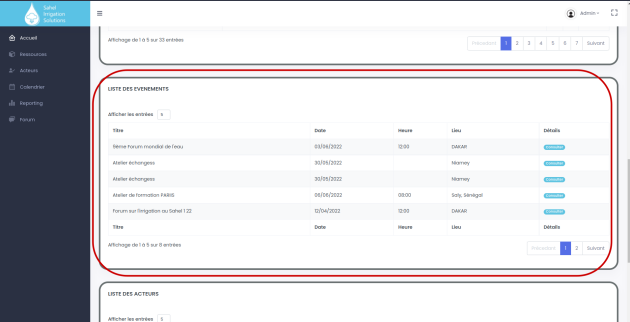 Sahel
Irrigation
Solutions
Admin
Accueil
Ressources
Acteurs
Calendrier
Reporting
Forum
Affichage de 1 à 5 sur 33 entrées
Précédent 1 2 3 4 5 6 7 Suivant
LISTE DES EVENEMENTS
Afficher les entrées 5
Titre Date Heure Lieu Détails
9ème Forum mondial de l'eau 03/06/2022 12:00 DAKAR Consulter
Atelier échangess 30/05/2022 Niamey Consulter
Atelier échangess 30/05/2022 Niamey Consulter
Atelier de formation PARIIS 06/06/2022 08:00 Saly, Sénégal Consulter
Forum sur l'irrigation au Sahel 1 22 12/04/2022 12:00 DAKAR Consulter
Titre Date Heure Lieu Détails
Affichage de 1 à 5 sur 8 entrées
Précédent 1 2 Suivant
LISTE DES ACTEURS
Afficher les entrées 5